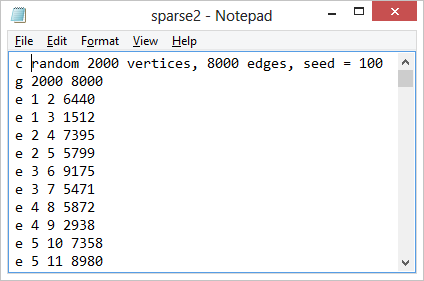 sparse2 - Notepad
File Edit Format View Help
c random 2000 vertices, 8000 edges, seed = 100
g 2000 8000
e 1 2 6440
e 1 3 1512
e 2 4 7395
e 2 5 5799
e 3 6 9175
e 3 7 5471
e 4 8 5872
e 4 9 2938
e 5 10 7358
e 5 11 8980